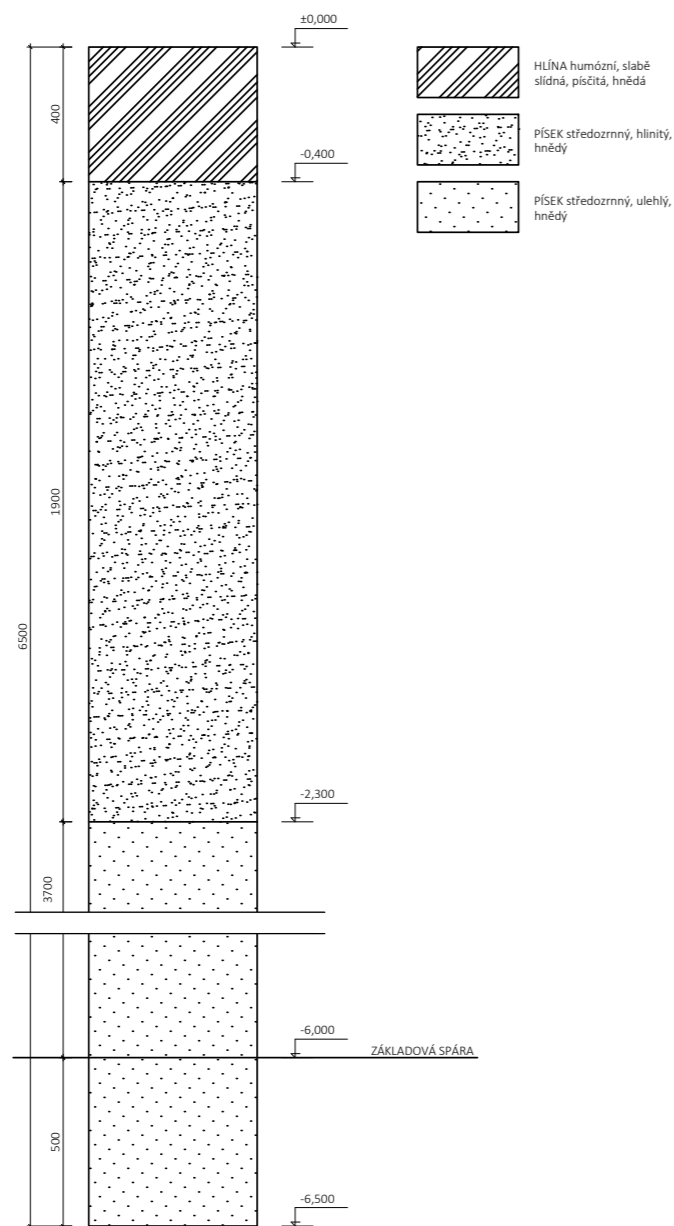 ±0,000
HLÍNA humózní, slabě
slídná, písčitá, hnědá
400
PÍSEK středozrnný, hlinitý,
hnědý
-0,400
PÍSEK středozrnný, ulehlý,
hnědý
1900
6500
-2,300
3700
-6,000
ZÁKLADOVÁ SPÁRA
500
-6,500